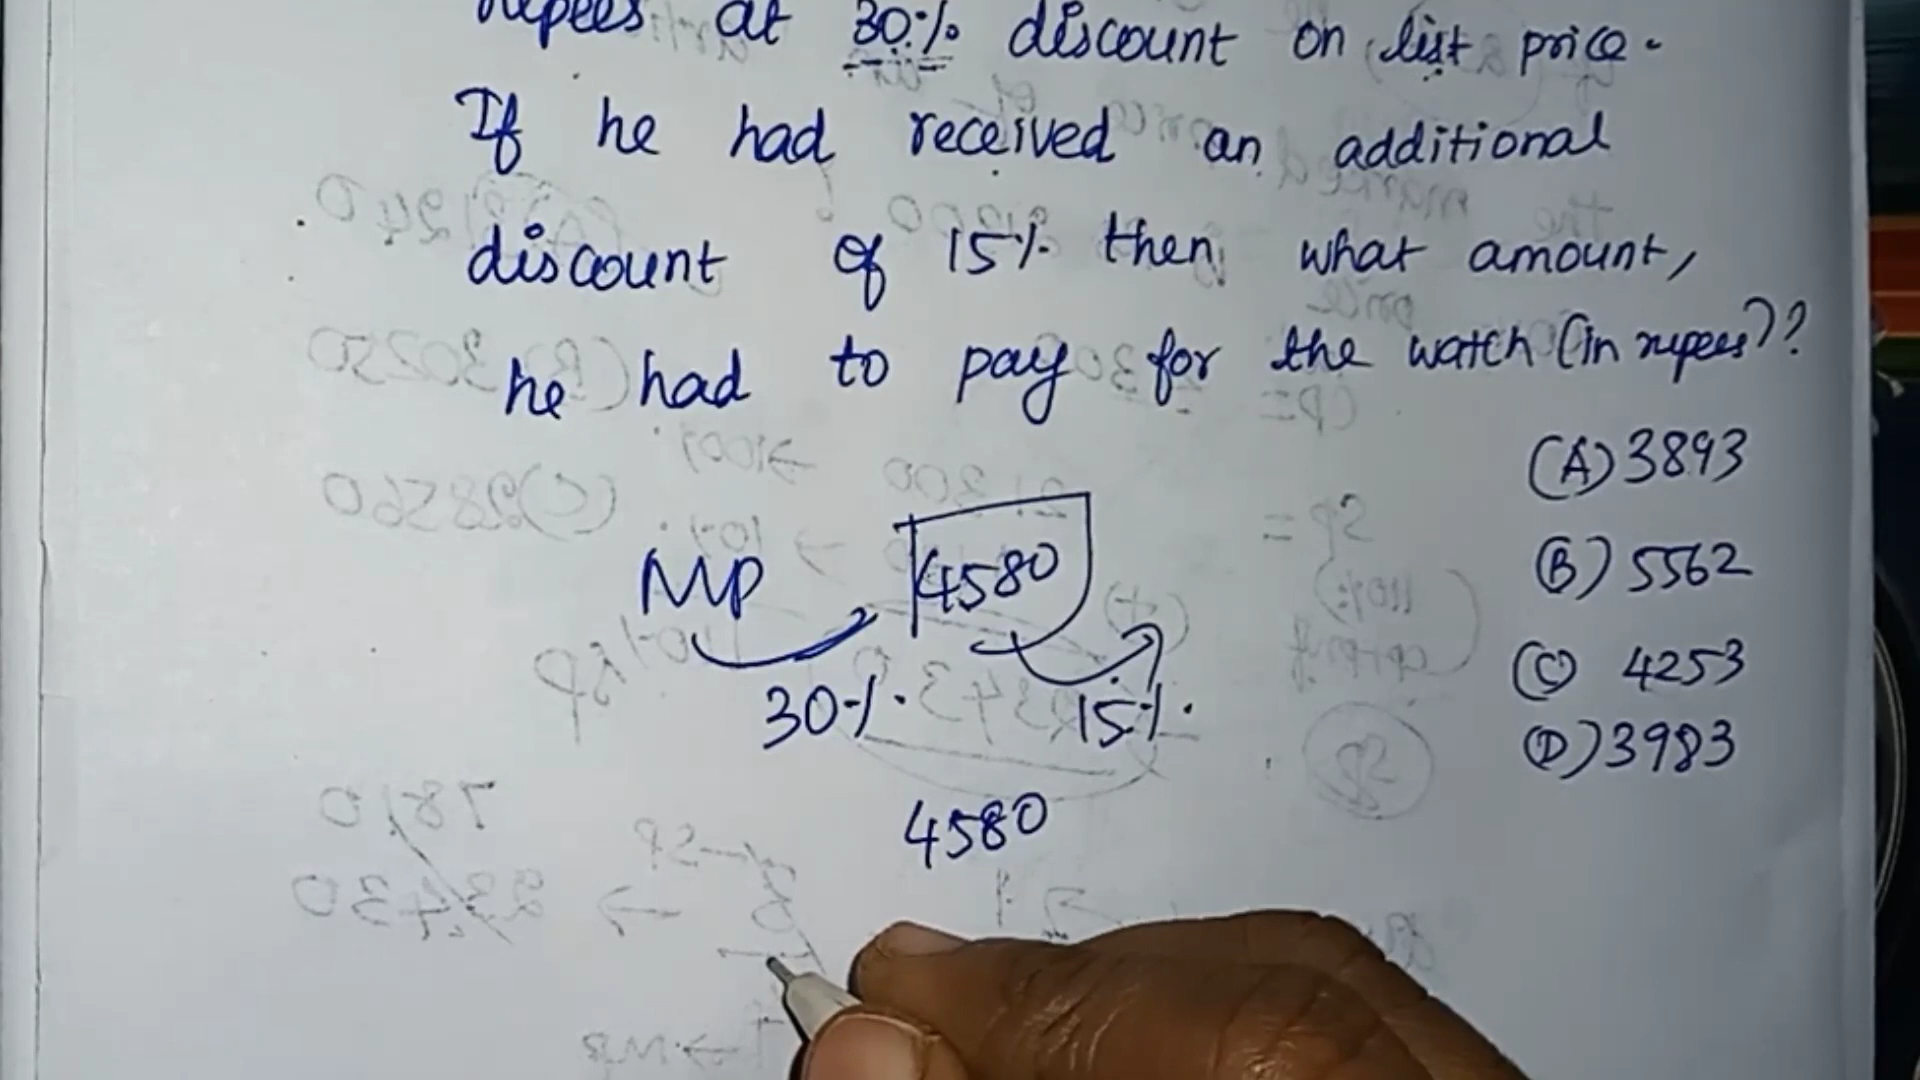 rupees at 30% discount on list price.
If he had received an additional
discount of 15% then what amount,
he had to pay for the watch (in rupees)?
(A) 3893
(B) 5562
(C) 4253
(D) 3983
MP 4580
30%. 15%.
4580